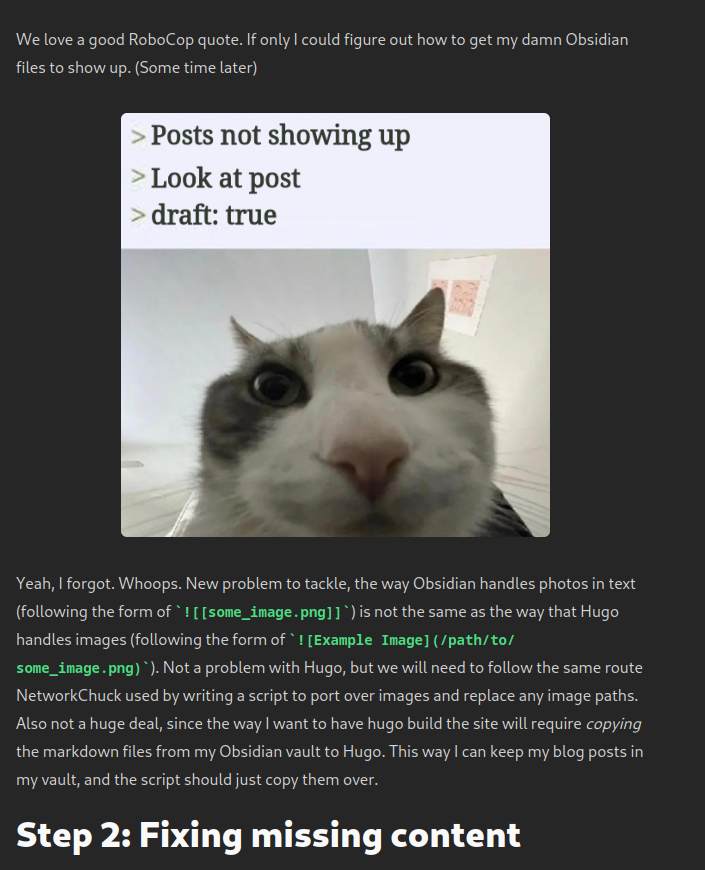 We love a good RoboCop quote. If only I could figure out how to get my damn Obsidian
files to show up. (Some time later)
> Posts not showing up
> Look at post
> draft: true
Yeah, I forgot. Whoops. New problem to tackle, the way Obsidian handles photos in text
(following the form of `![[some_image.png]]`) is not the same as the way that Hugo
handles images (following the form of `![Example Image](/path/to/
some_image.png)`). Not a problem with Hugo, but we will need to follow the same route
NetworkChuck used by writing a script to port over images and replace any image paths.
Also not a huge deal, since the way I want to have hugo build the site will require copying
the markdown files from my Obsidian vault to Hugo. This way I can keep my blog posts in
my vault, and the script should just copy them over.
Step 2: Fixing missing content